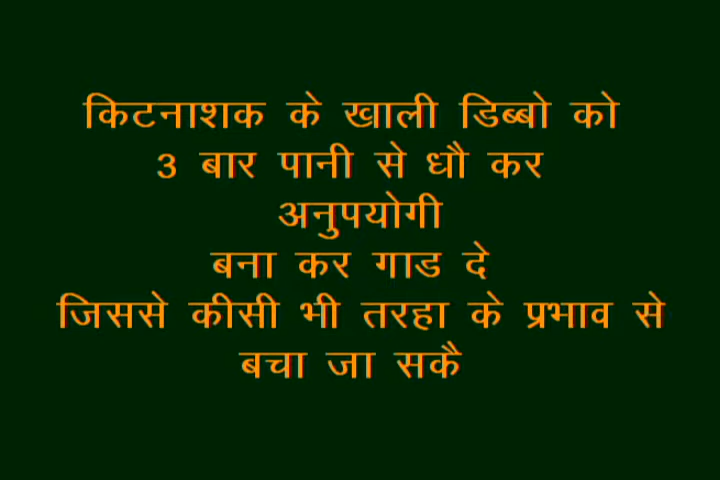 किटनाशक के खाली डिब्बो को
3 बार पानी से धौ कर
अनुपयोगी
बना कर गाड दे
जिससे कीसी भी तरहा के प्रभाव से
बचा जा सकै